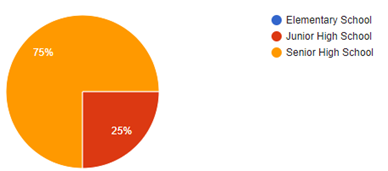 75%
25%
Elementary School
Junior High School
Senior High School